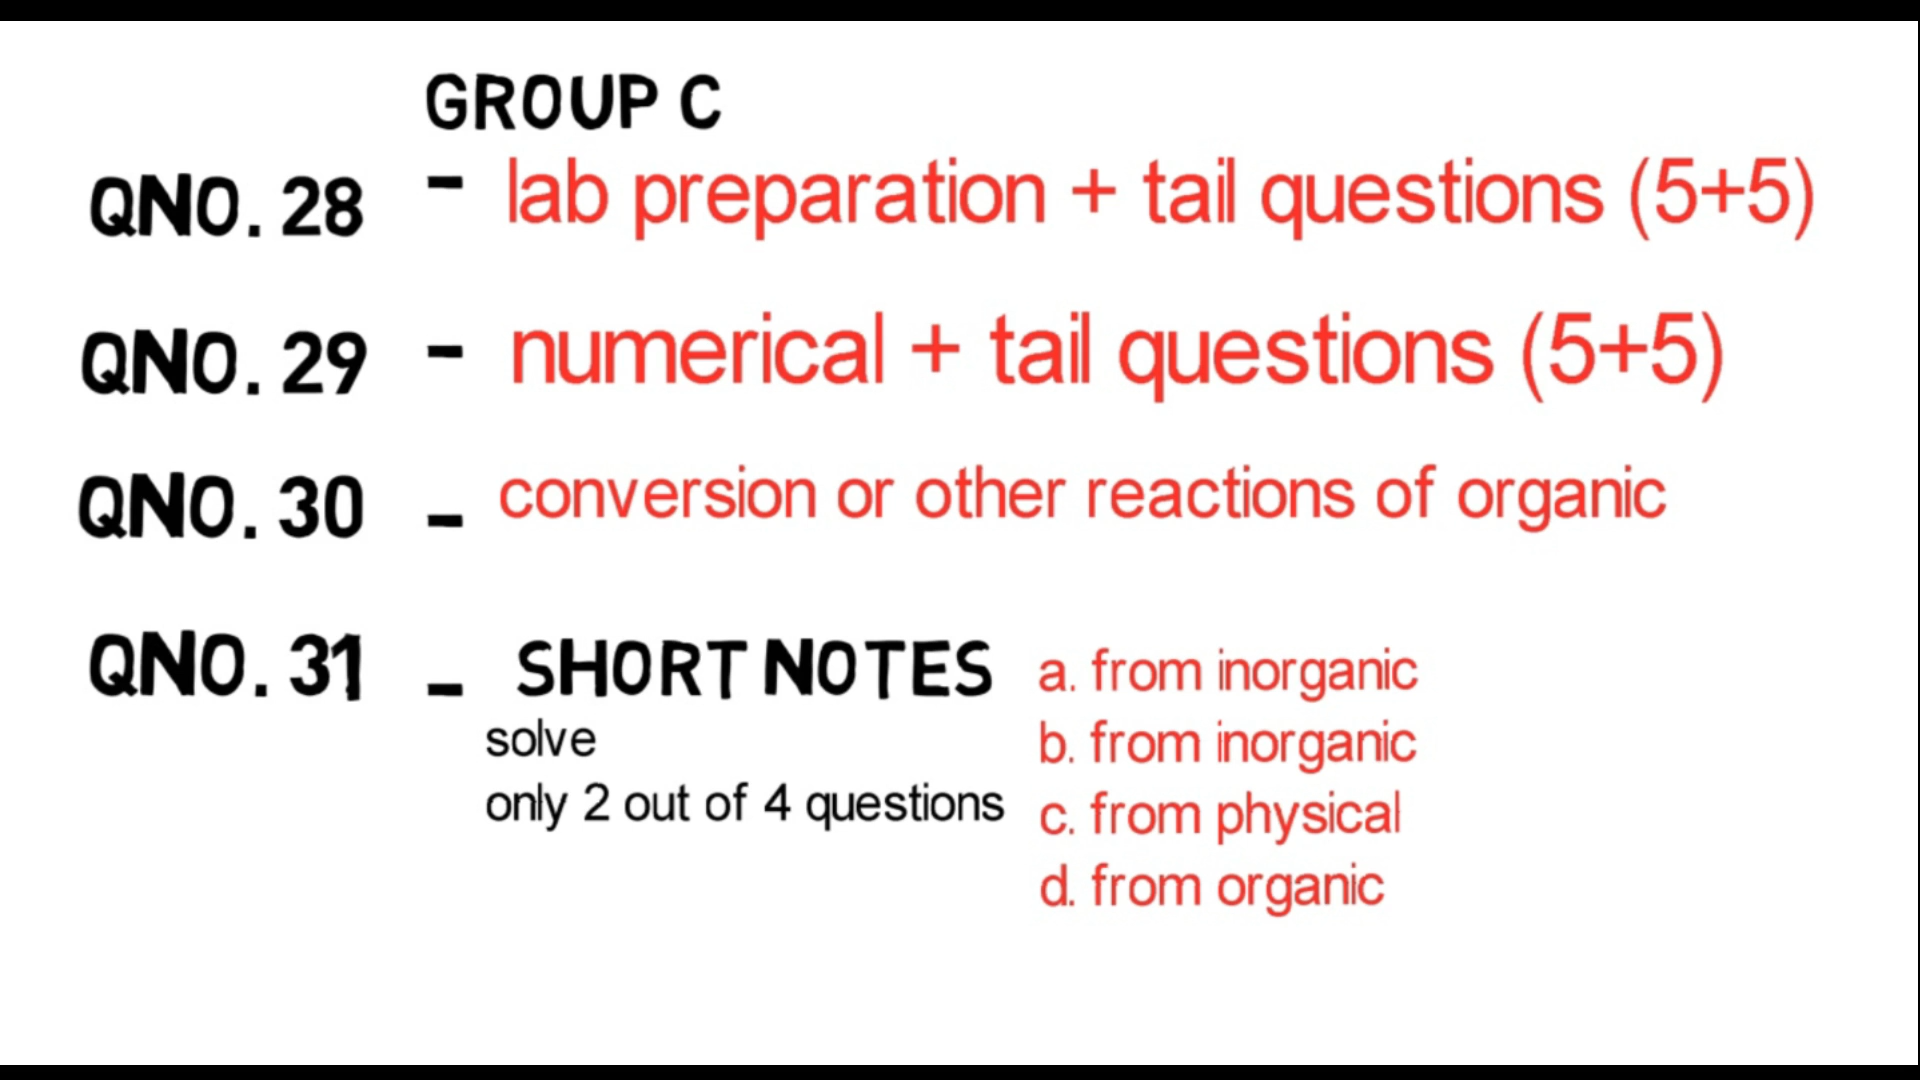 GROUP C
QNO. 28 - lab preparation + tail questions (5+5)
QNO. 29 - numerical + tail questions (5+5)
QNO. 30 - conversion or other reactions of organic
QNO. 31 - SHORT NOTES
solve
only 2 out of 4 questions
a. from inorganic
b. from inorganic
c. from physical
d. from organic